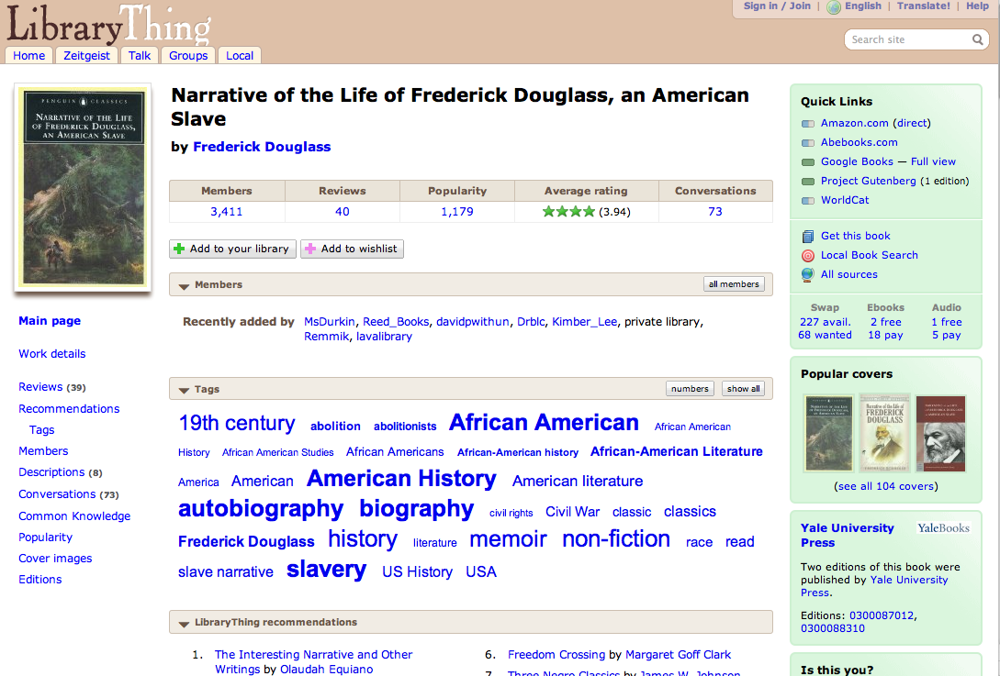 LibraryThing
Sign in / Join | English | Translate! | Help
Search site
Home Zeitgeist Talk Groups Local
PENGUIN CLASSICS
NARRATIVE OF THE LIFE
OF FREDERICK DOUGLASS,
AN AMERICAN SLAVE
Main page
Work details
Reviews (39)
Recommendations
Tags
Members
Descriptions (8)
Conversations (73)
Common Knowledge
Popularity
Cover images
Editions
Narrative of the Life of Frederick Douglass, an American
Slave
by Frederick Douglass
Members Reviews Popularity Average rating Conversations
3,411 40 1,179 (3.94) 73
Add to your library Add to wishlist
Members all members
Recently added by MsDurkin, Reed_Books, davidpwithun, Drblc, Kimber_Lee, private library,
Remmik, lavalibrary
Tags numbers show all
19th century abolition abolitionists African American African American
History African American Studies African Americans African-American history African-American Literature
America American American History American literature
autobiography biography civil rights Civil War classic classics
Frederick Douglass history literature memoir non-fiction race read
slave narrative slavery US History USA
LibraryThing recommendations
1. The Interesting Narrative and Other
Writings by Olaudah Equiano
6. Freedom Crossing by Margaret Goff Clark
7. Three Negro Classics by James W. Johnson
Quick Links
Amazon.com (direct)
Abebooks.com
Google Books — Full view
Project Gutenberg (1 edition)
WorldCat
Get this book
Local Book Search
All sources
Swap Ebooks Audio
227 avail. 2 free 1 free
68 wanted 18 pay 5 pay
Popular covers
Narrative of the Life of
FREDERICK
DOUGLASS
(see all 104 covers)
Yale University
Press
YaleBooks
Two editions of this book were
published by Yale University
Press.
Editions: 0300087012,
0300088310
Is this you?